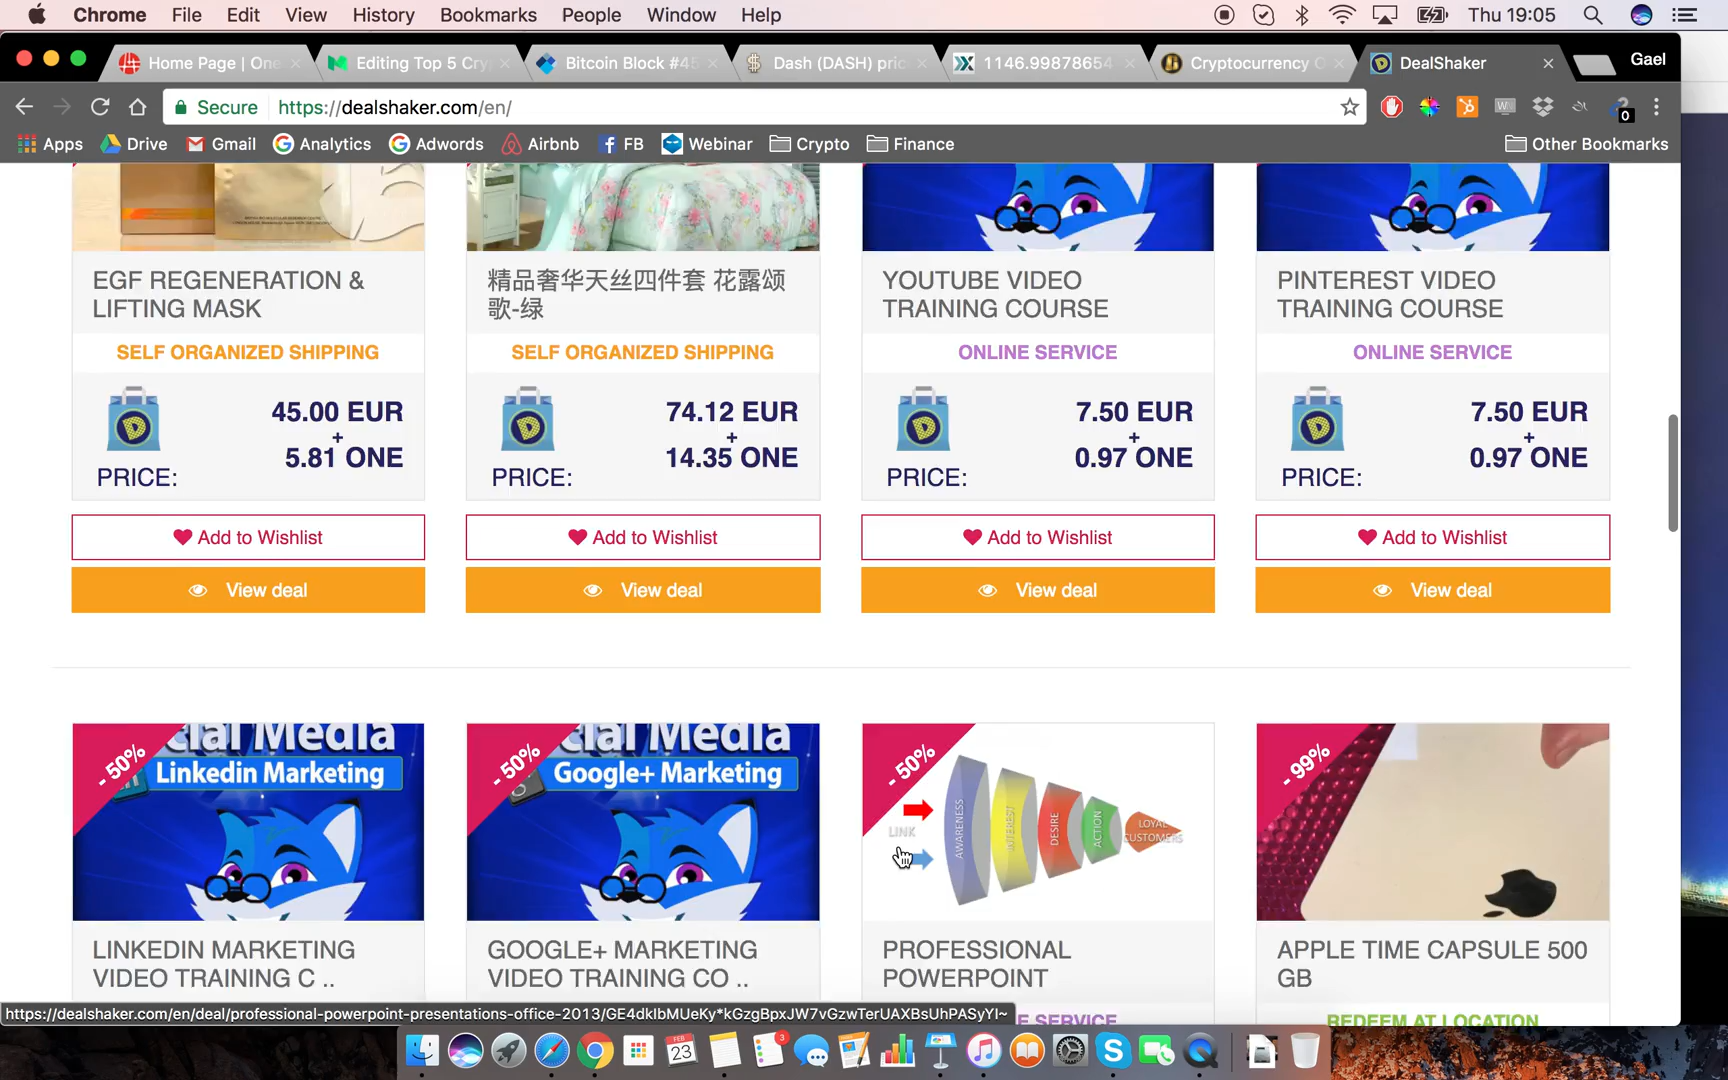 Chrome File Edit View History Bookmarks People Window Help
Thu 19:05
Home Page | One
Editing Top 5 Cry
Bitcoin Block #45
Dash (DASH) pric
1146.99878654
Cryptocurrency
DealShaker
Gael
Secure https://dealshaker.com/en/
0
Apps Drive Gmail Analytics Adwords Airbnb FB Webinar Crypto Finance Other Bookmarks
EGF REGENERATION &
LIFTING MASK
SELF ORGANIZED SHIPPING
45.00 EUR
+
5.81 ONE
PRICE:
Add to Wishlist
View deal
精品奢华天丝四件套 花露颂
歌-绿
SELF ORGANIZED SHIPPING
74.12 EUR
+
14.35 ONE
PRICE:
Add to Wishlist
View deal
YOUTUBE VIDEO
TRAINING COURSE
ONLINE SERVICE
7.50 EUR
+
0.97 ONE
PRICE:
Add to Wishlist
View deal
PINTEREST VIDEO
TRAINING COURSE
ONLINE SERVICE
7.50 EUR
+
0.97 ONE
PRICE:
Add to Wishlist
View deal
- 50%
cial Media
Linkedin Marketing
LINKEDIN MARKETING
VIDEO TRAINING C ..
- 50%
cial Media
Google+ Marketing
GOOGLE+ MARKETING
VIDEO TRAINING CO ..
- 50%
LINK
AWARENESS
INTEREST
DESIRE
ACTION
LOYAL
CUSTOMERS
PROFESSIONAL
POWERPOINT
E SERVICE
- 99%
APPLE TIME CAPSULE 500
GB
REDEEM AT LOCATION
https://dealshaker.com/en/deal/professional-powerpoint-presentations-office-2013/GE4dkIbMUeKy*kGzgBpxJW7vGzwTerUAXBsUhPASyYI~
FEB
23
3